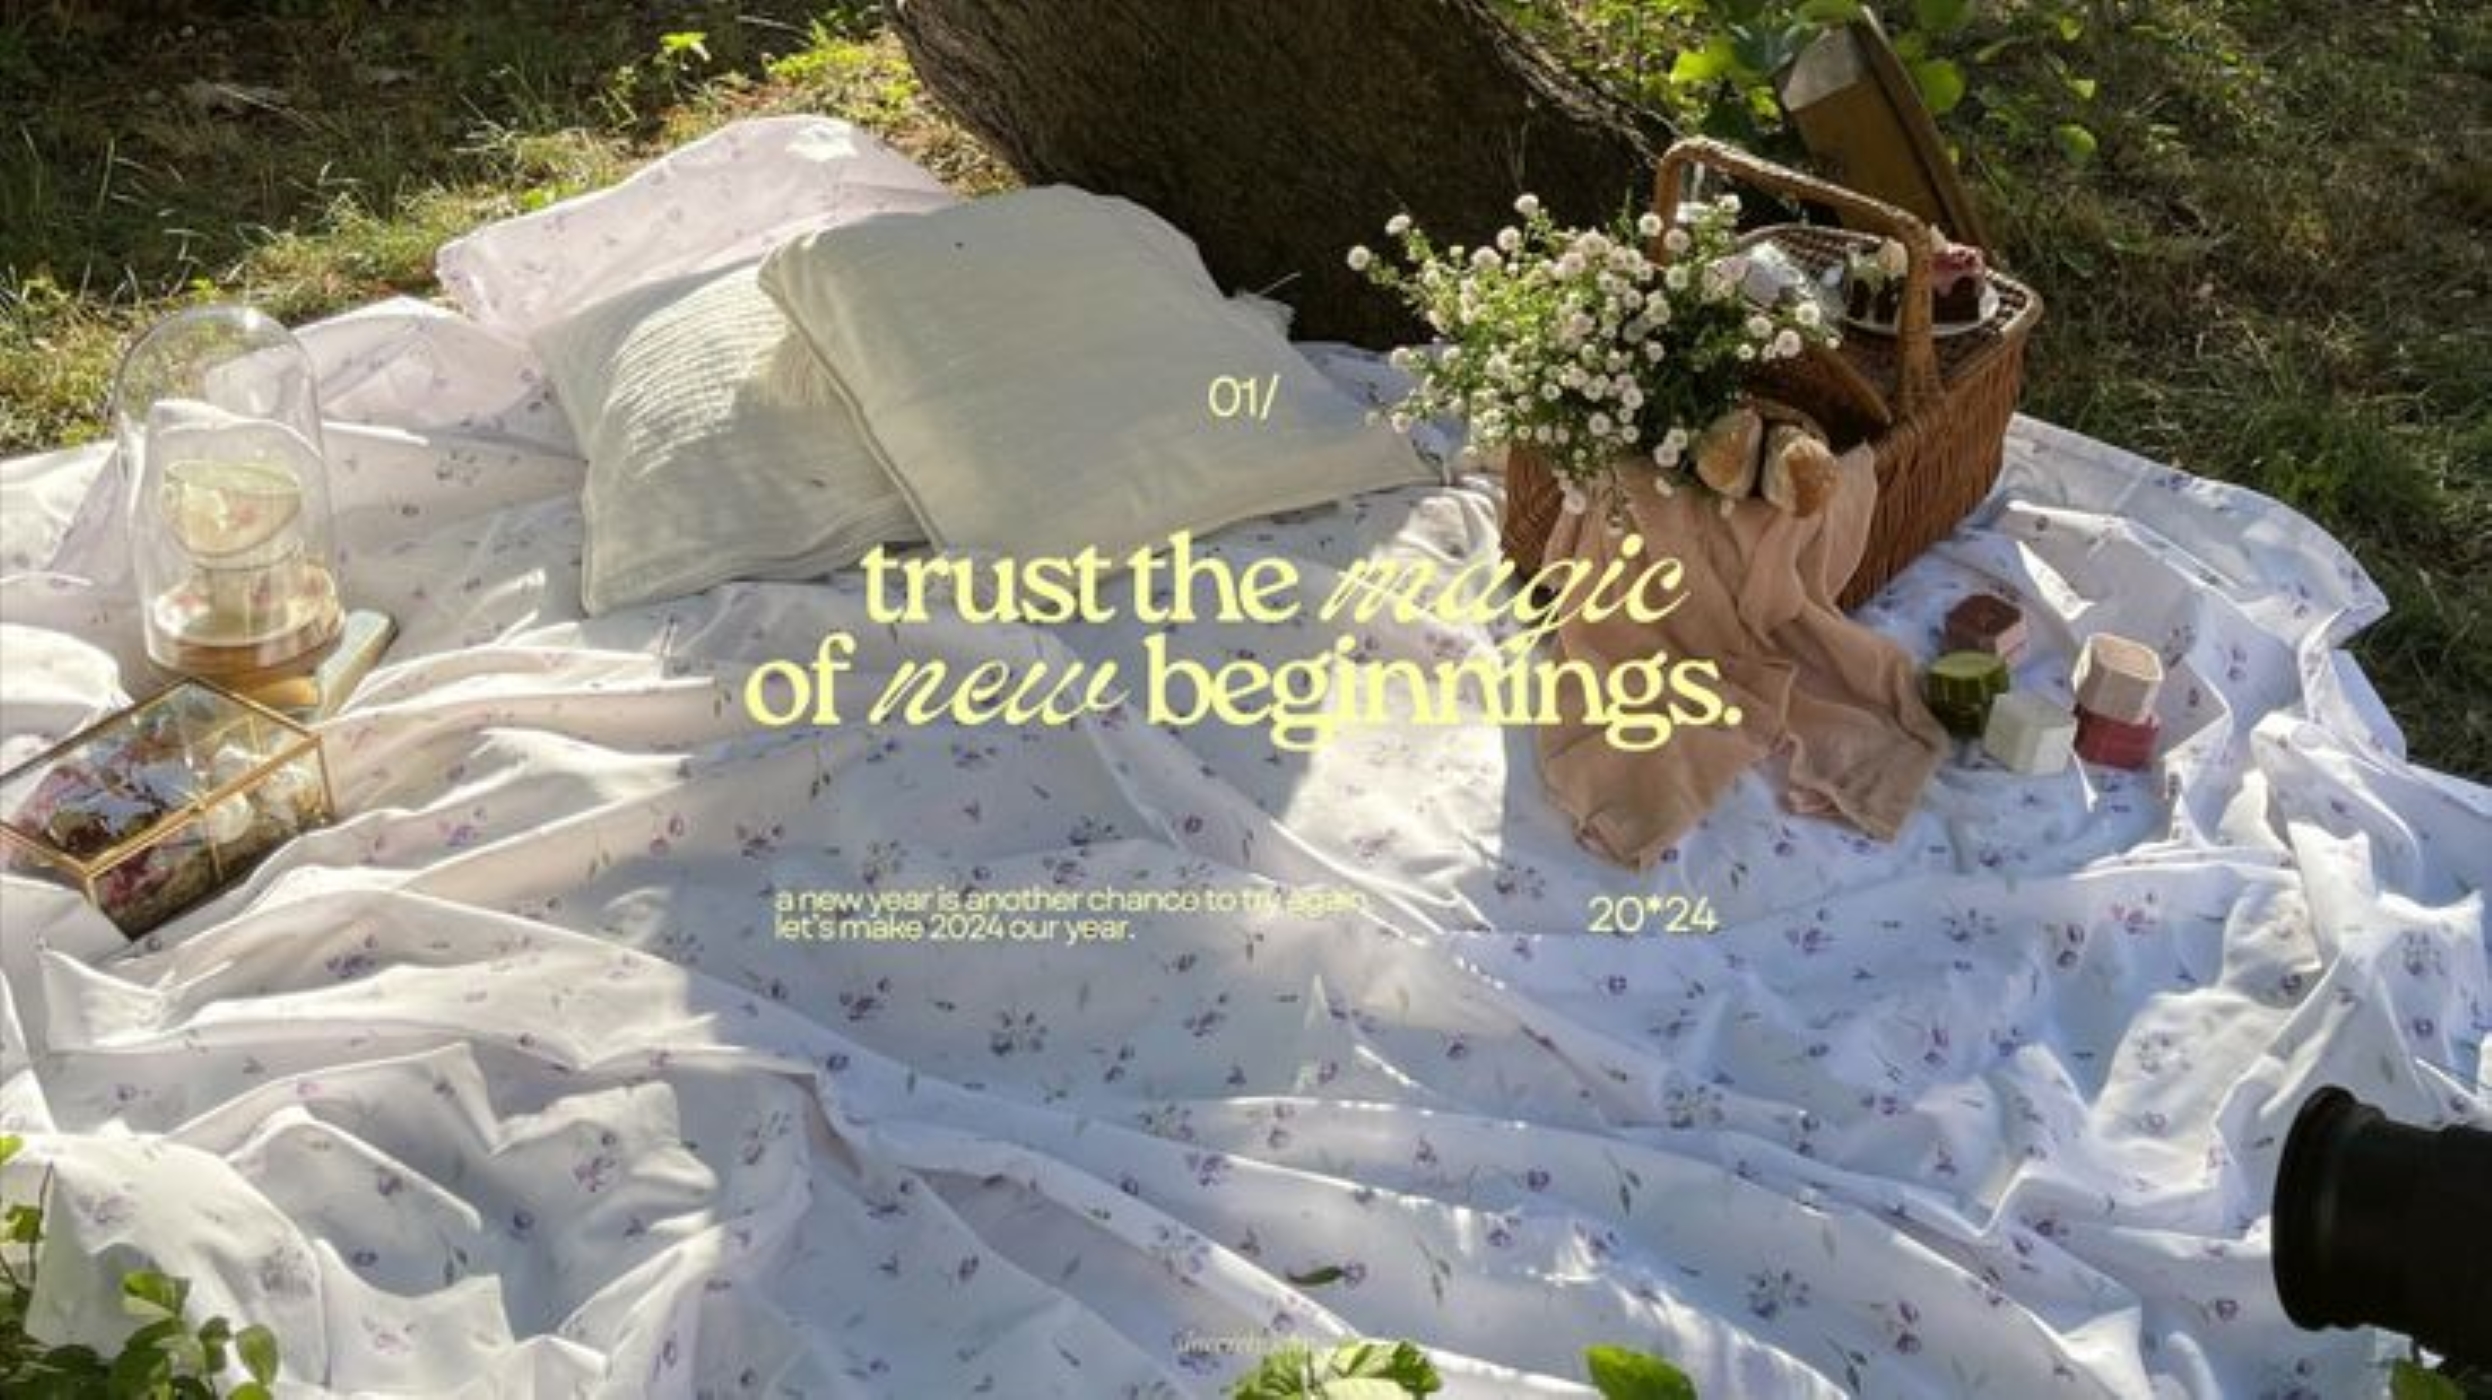 01/
trust the magic
of new beginnings.
a new year is another chance to try again
let's make 2024 our year.
20*24